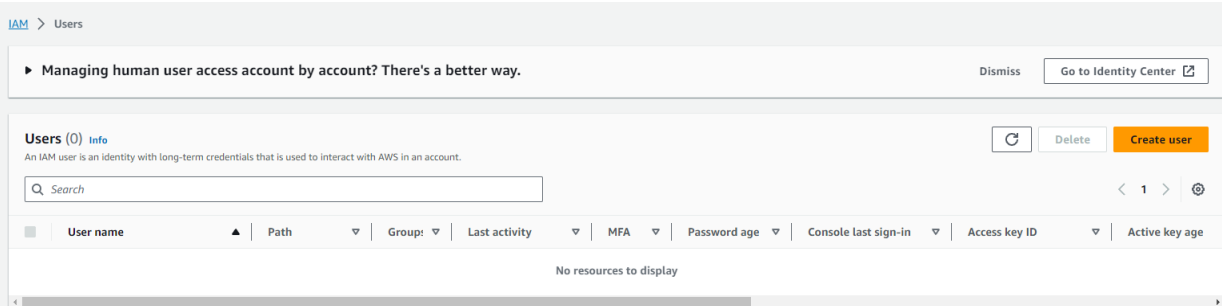 IAM > Users
Managing human user access account by account? There's a better way. Dismiss Go to Identity Center
Users (0) Info Delete Create user
An IAM user is an identity with long-term credentials that is used to interact with AWS in an account.
Search < 1 >
User name Path Groups Last activity MFA Password age Console last sign-in Access key ID Active key age
No resources to display